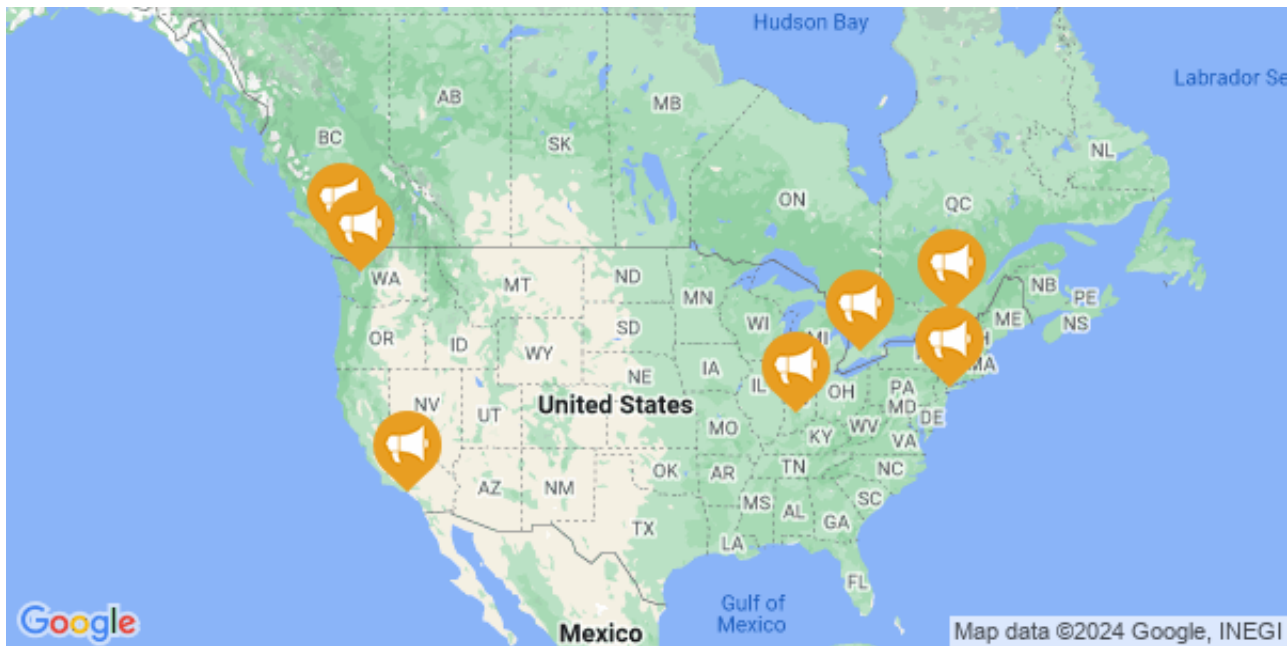 Hudson Bay
Labrador Se
AB
MB
BC
SK
NL
ON
QC
WA
MT
ND
MN
NB
PE
ME
NS
OR
ID
SD
WI
MI
H
WY
MA
NE
IA
IL
OH
PA
NV
UT
United States
MD
DE
MO
KY
WV
VA
OK
AR
TN
NC
AZ
NM
MS
AL
SC
GA
TX
LA
FL
Gulf of
Mexico
Google
Mexico
Map data ©2024 Google, INEGI